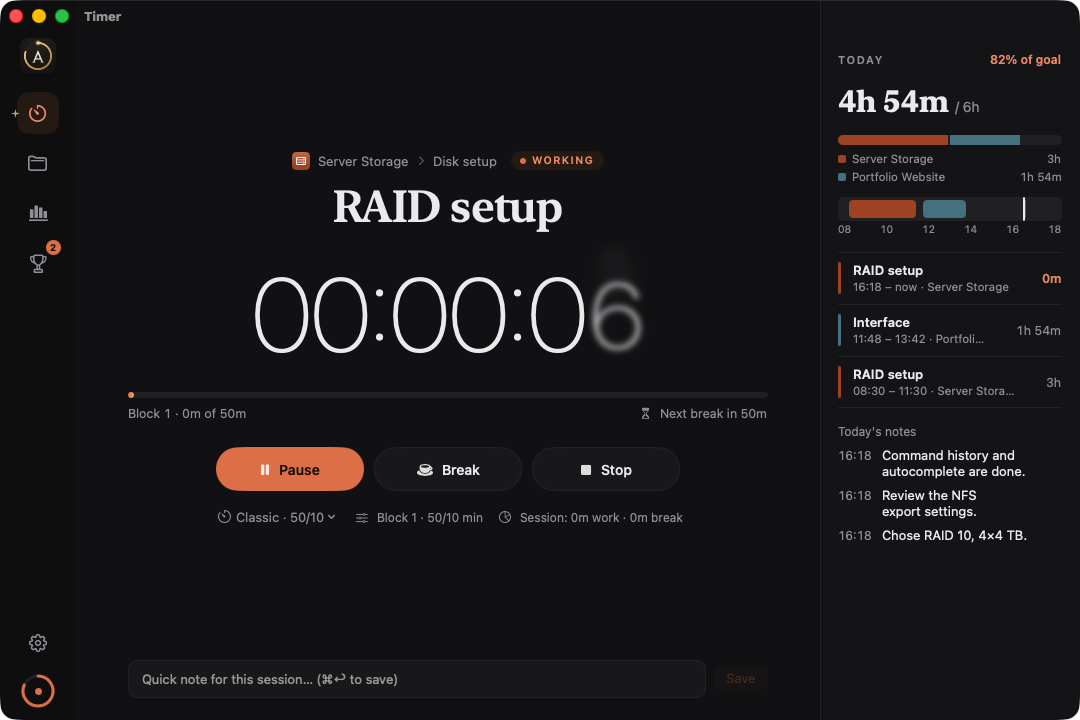 Timer
A
2
Server Storage > Disk setup • WORKING
RAID setup
00:00:06
Block 1 · 0m of 50m
Next break in 50m
Pause
Break
Stop
Classic · 50/10
Block 1 · 50/10 min
Session: 0m work · 0m break
Quick note for this session... (⌘↩ to save)
Save
TODAY
82% of goal
4h 54m / 6h
Server Storage 3h
Portfolio Website 1h 54m
08 10 12 14 16 18
RAID setup
16:18 – now · Server Storage
0m
Interface
11:48 – 13:42 · Portfoli...
1h 54m
RAID setup
08:30 – 11:30 · Server Stora...
3h
Today's notes
16:18 Command history and
autocomplete are done.
16:18 Review the NFS
export settings.
16:18 Chose RAID 10, 4×4 TB.